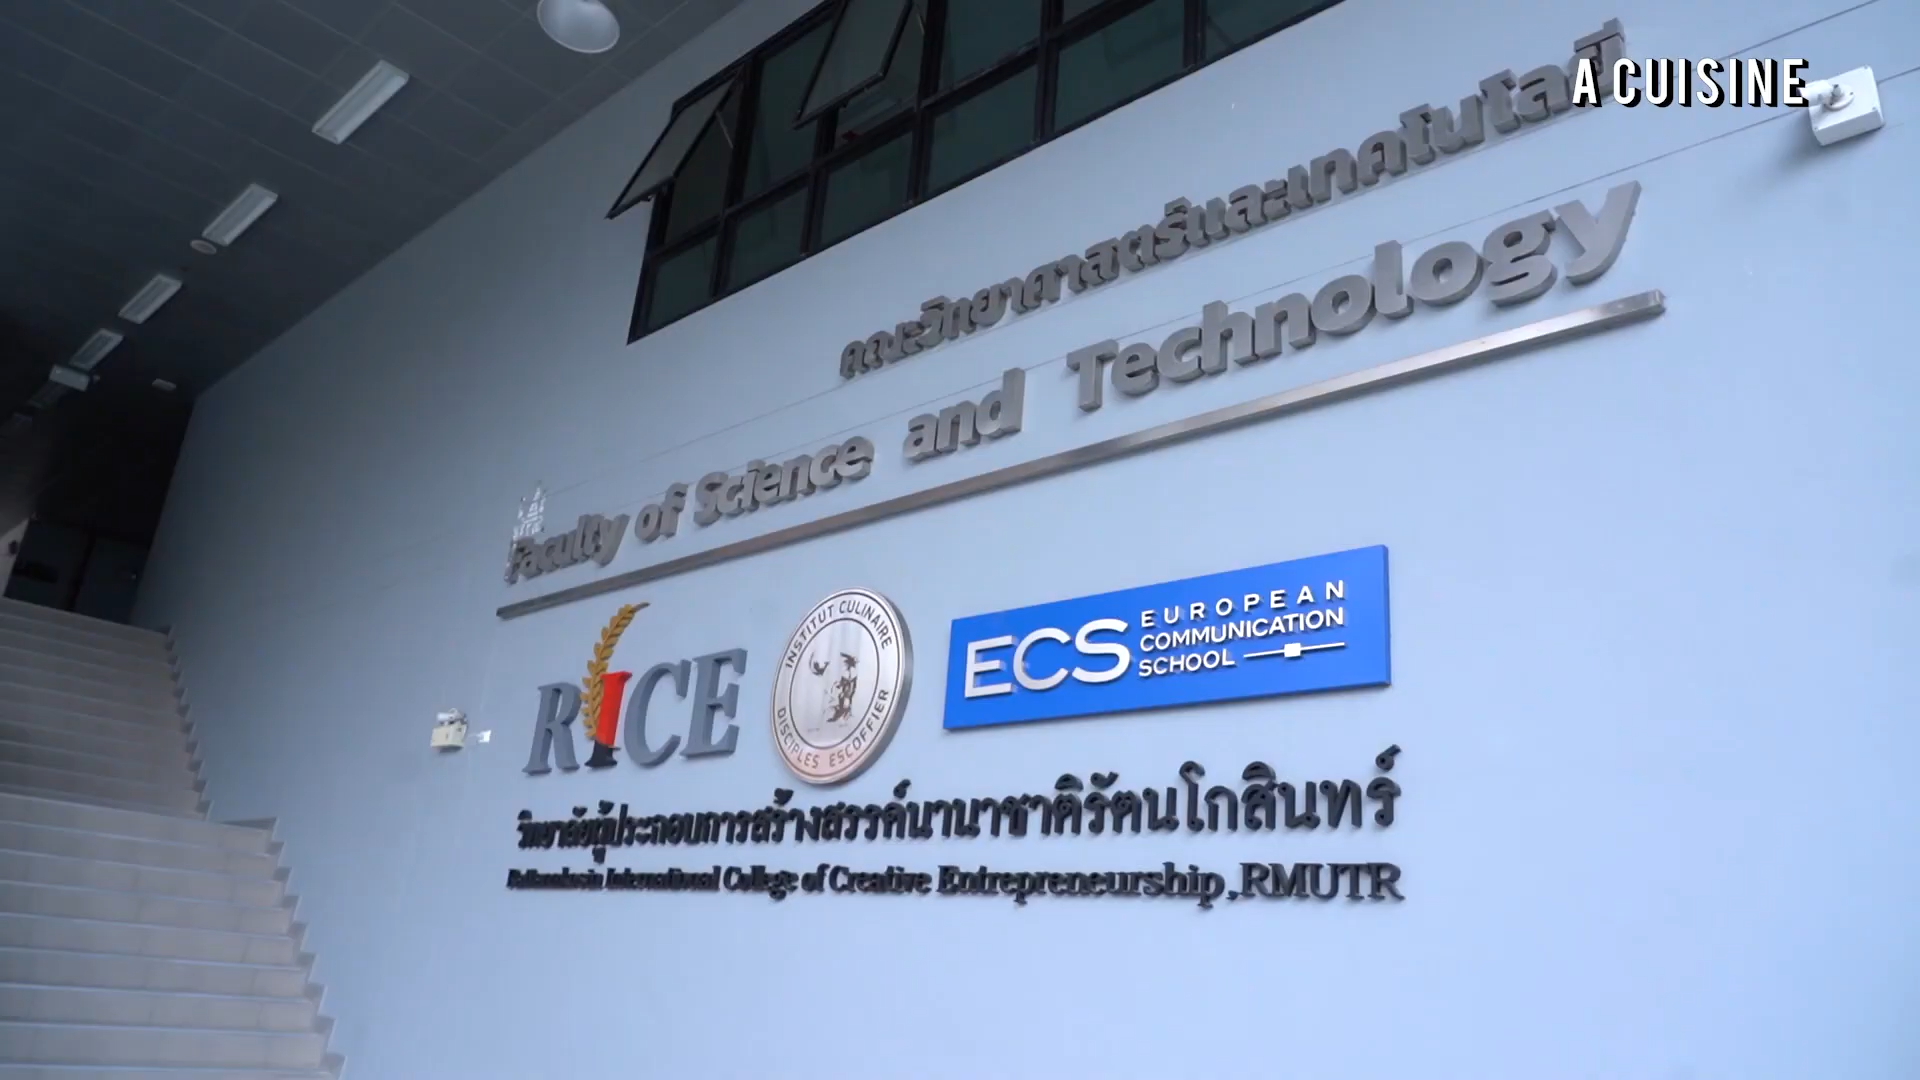 A CUISINE
คณะวิทยาศาสตร์และเทคโนโลยี
Faculty of Science and Technology
RICE
INSTITUT CULINAIRE
DISCIPLES ESCOFFIER
ECS
EUROPEAN
COMMUNICATION
SCHOOL
วิทยาลัยผู้ประกอบการสร้างสรรค์นานาชาติรัตนโกสินทร์
Rattanakosin International College of Creative Entrepreneurship,RMUTR